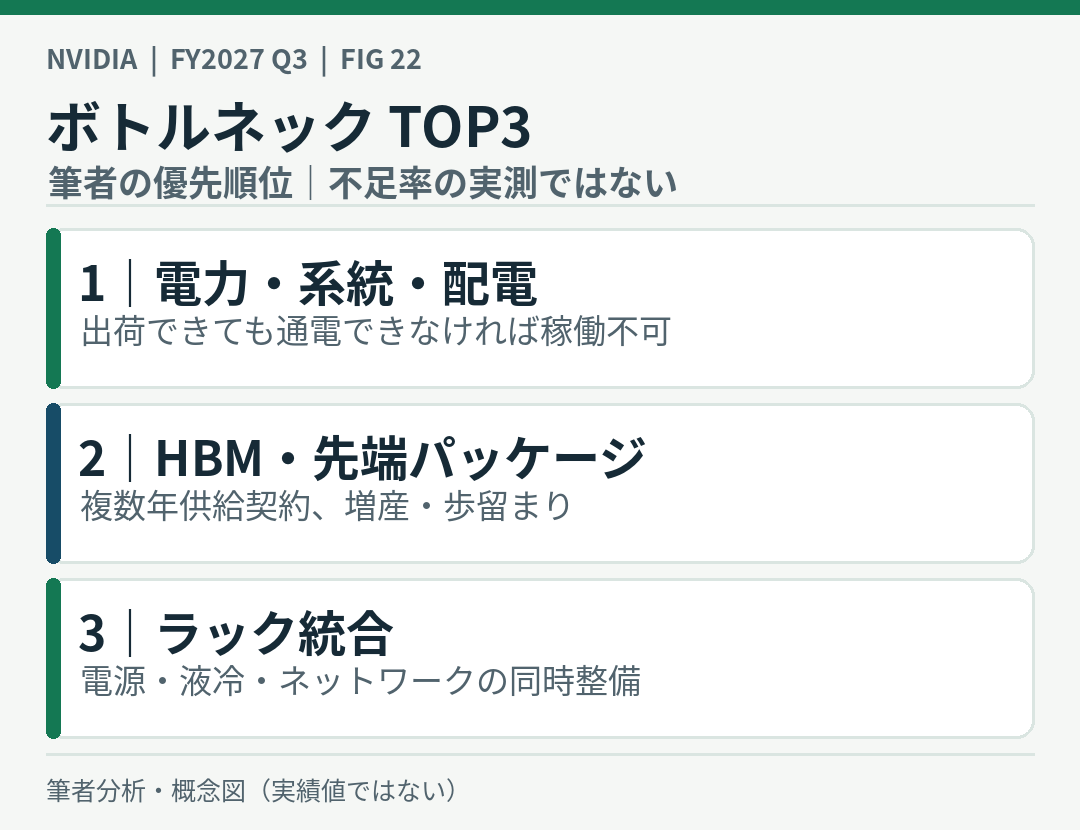 NVIDIA｜FY2027 Q3｜FIG 22
ボトルネック TOP3
筆者の優先順位｜不足率の実測ではない
1｜電力・系統・配電
出荷できても通電できなければ稼働不可
2｜HBM・先端パッケージ
複数年供給契約、増産・歩留まり
3｜ラック統合
電源・液冷・ネットワークの同時整備
筆者分析・概念図（実績値ではない）